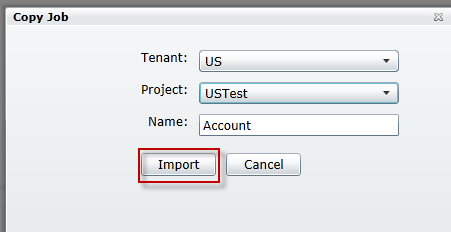 Copy Job
Tenant: US
Project: USTest
Name: Account
Import Cancel